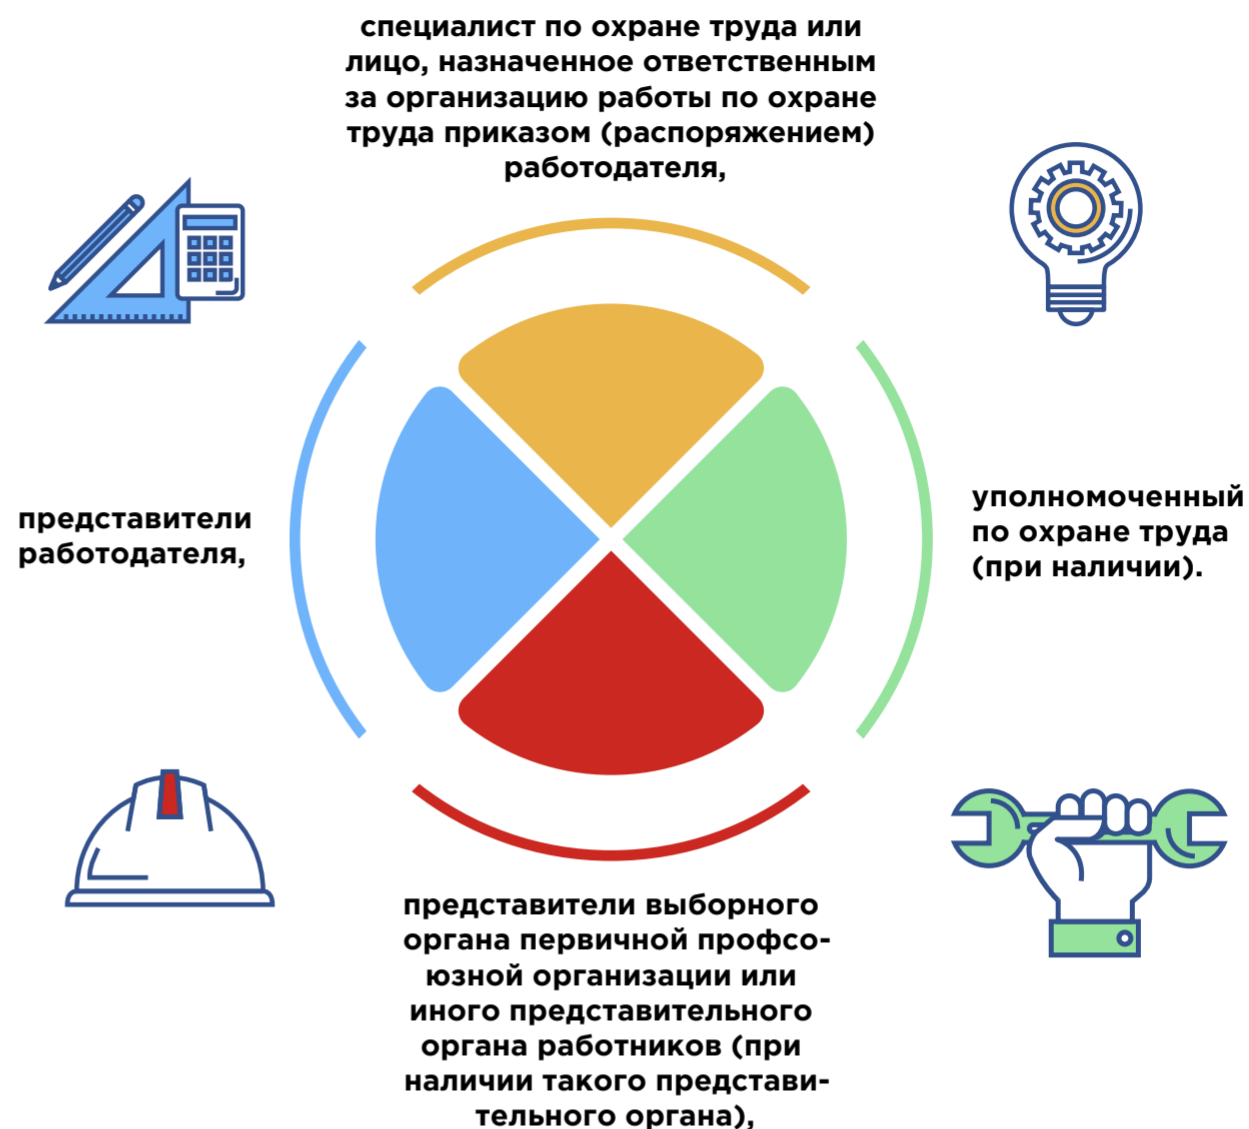 специалист по охране труда или
лицо, назначенное ответственным
за организацию работы по охране
труда приказом (распоряжением)
работодателя,
представители
работодателя,
уполномоченный
по охране труда
(при наличии).
представители выборного
органа первичной профсо-
юзной организации или
иного представительного
органа работников (при
наличии такого представи-
тельного органа),